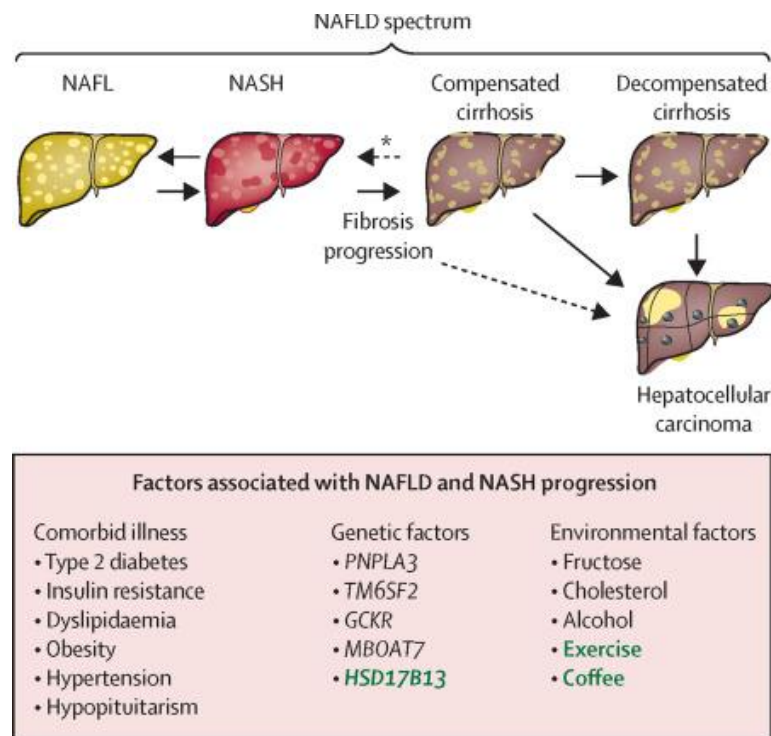 NAFLD spectrum
NAFL
NASH
Compensated
cirrhosis
Decompensated
cirrhosis
*
Fibrosis
progression
Hepatocellular
carcinoma
Factors associated with NAFLD and NASH progression
Comorbid illness
• Type 2 diabetes
• Insulin resistance
• Dyslipidaemia
• Obesity
• Hypertension
• Hypopituitarism
Genetic factors
• PNPLA3
• TM6SF2
• GCKR
• MBOAT7
• HSD17B13
Environmental factors
• Fructose
• Cholesterol
• Alcohol
• Exercise
• Coffee